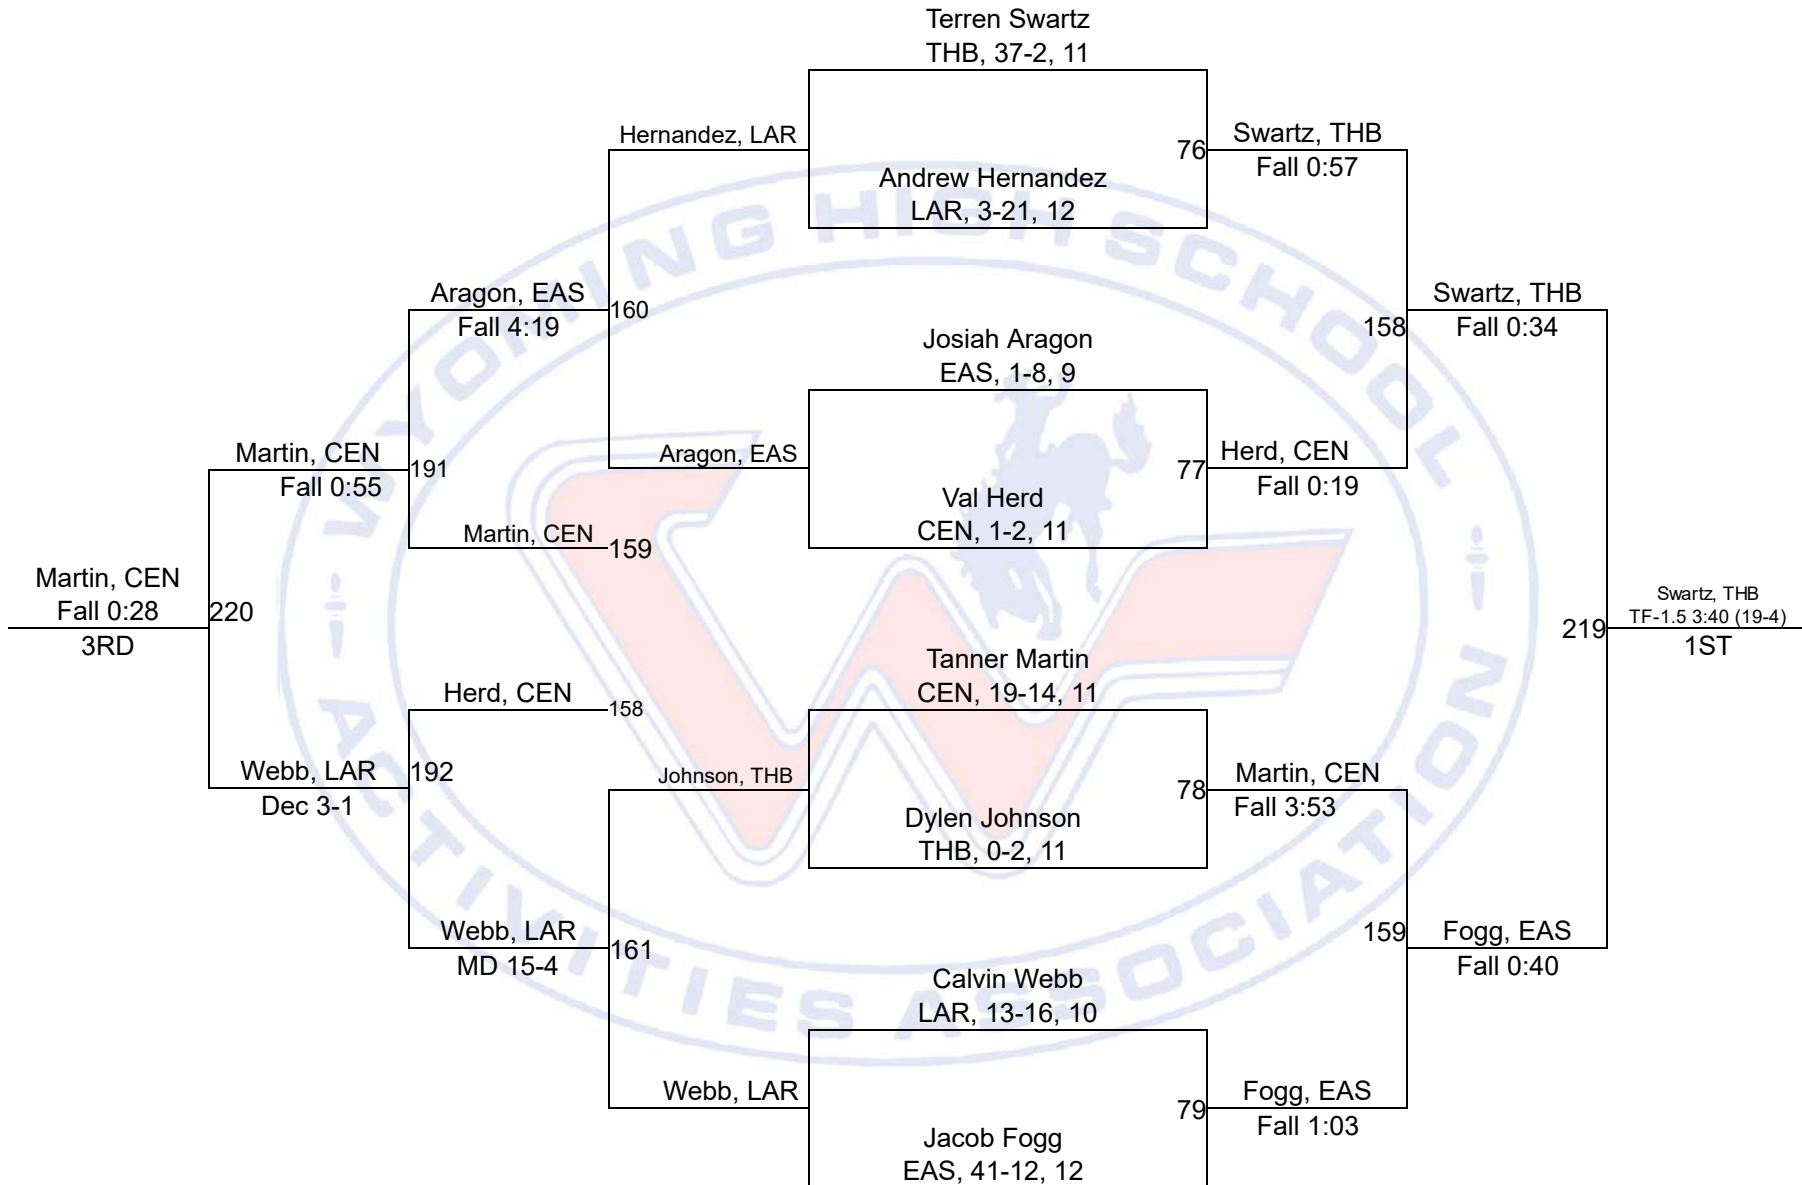 Terren Swartz
THB, 37-2, 11
Hernandez, LAR
76
Swartz, THB
Fall 0:57
Andrew Hernandez
LAR, 3-21, 12
Aragon, EAS
Fall 4:19
160
Swartz, THB
Fall 0:34
158
Josiah Aragon
EAS, 1-8, 9
Martin, CEN
Fall 0:55
191
Aragon, EAS
77
Herd, CEN
Fall 0:19
Val Herd
CEN, 1-2, 11
Martin, CEN
159
Martin, CEN
Fall 0:28
3RD
220
219
Swartz, THB
TF-1.5 3:40 (19-4)
1ST
Tanner Martin
CEN, 19-14, 11
Herd, CEN
158
Webb, LAR
Dec 3-1
192
Johnson, THB
78
Martin, CEN
Fall 3:53
Dylen Johnson
THB, 0-2, 11
Webb, LAR
MD 15-4
161
159
Fogg, EAS
Fall 0:40
Calvin Webb
LAR, 13-16, 10
Webb, LAR
79
Fogg, EAS
Fall 1:03
Jacob Fogg
EAS, 41-12, 12
WYOMING HIGH SCHOOL
ACTIVITIES ASSOCIATION